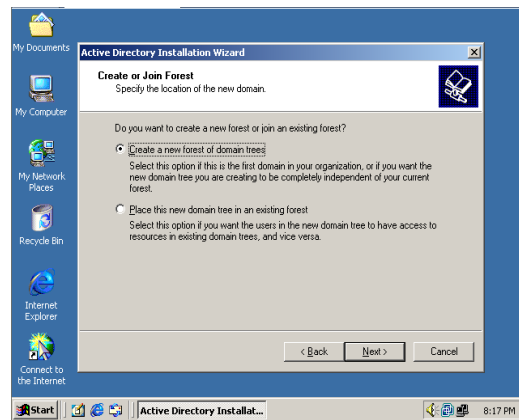 My Documents
My Computer
My Network
Places
Recycle Bin
Internet
Explorer
Connect to
the Internet
Active Directory Installation Wizard
Create or Join Forest
Specify the location of the new domain.
Do you want to create a new forest or join an existing forest?
Create a new forest of domain trees
Select this option if this is the first domain in your organization, or if you want the
new domain tree you are creating to be completely independent of your current
forest.
Place this new domain tree in an existing forest
Select this option if you want the users in the new domain tree to have access to
resources in existing domain trees, and vice versa.
< Back
Next >
Cancel
Start
Active Directory Installat...
8:17 PM